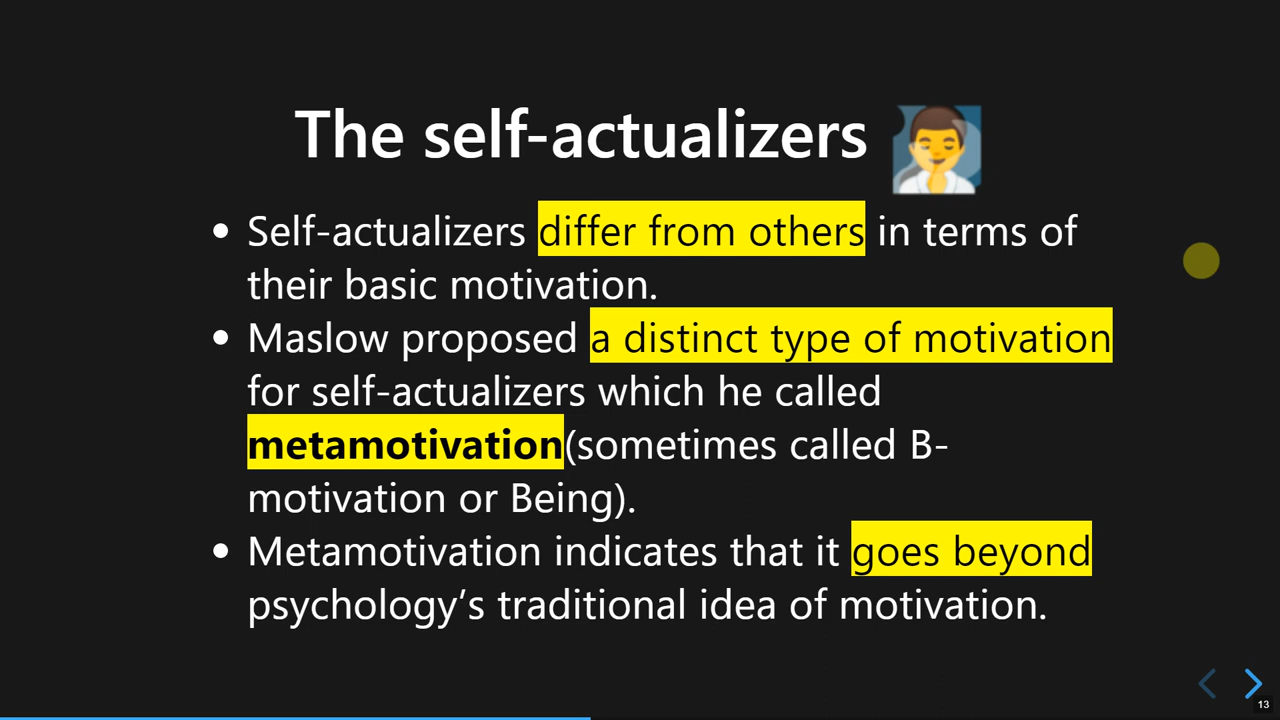 The self-actualizers
• Self-actualizers differ from others in terms of
their basic motivation.
• Maslow proposed a distinct type of motivation
for self-actualizers which he called
metamotivation(sometimes called B-
motivation or Being).
• Metamotivation indicates that it goes beyond
psychology’s traditional idea of motivation.
13